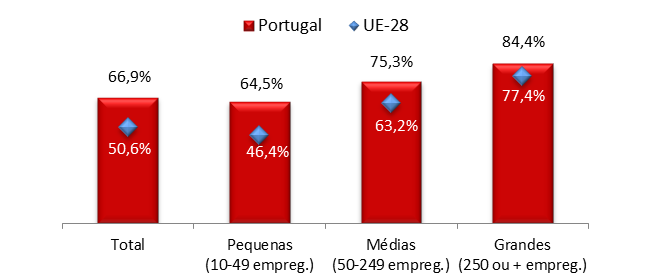 Portugal UE-28
66,9% 64,5% 75,3% 84,4%
50,6% 46,4% 63,2% 77,4%
Total Pequenas Médias Grandes
(10-49 empreg.) (50-249 empreg.) (250 ou + empreg.)